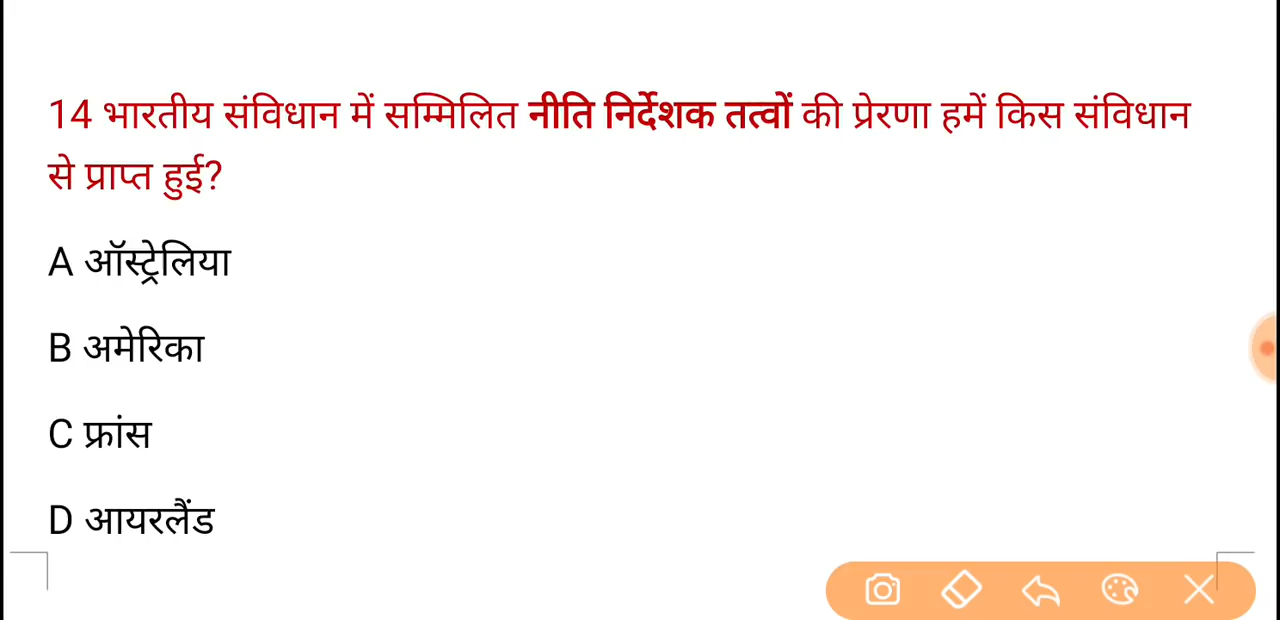 14 भारतीय संविधान में सम्मिलित नीति निर्देशक तत्वों की प्रेरणा हमें किस संविधान
से प्राप्त हुई?
A ऑस्ट्रेलिया
B अमेरिका
C फ्रांस
D आयरलैंड